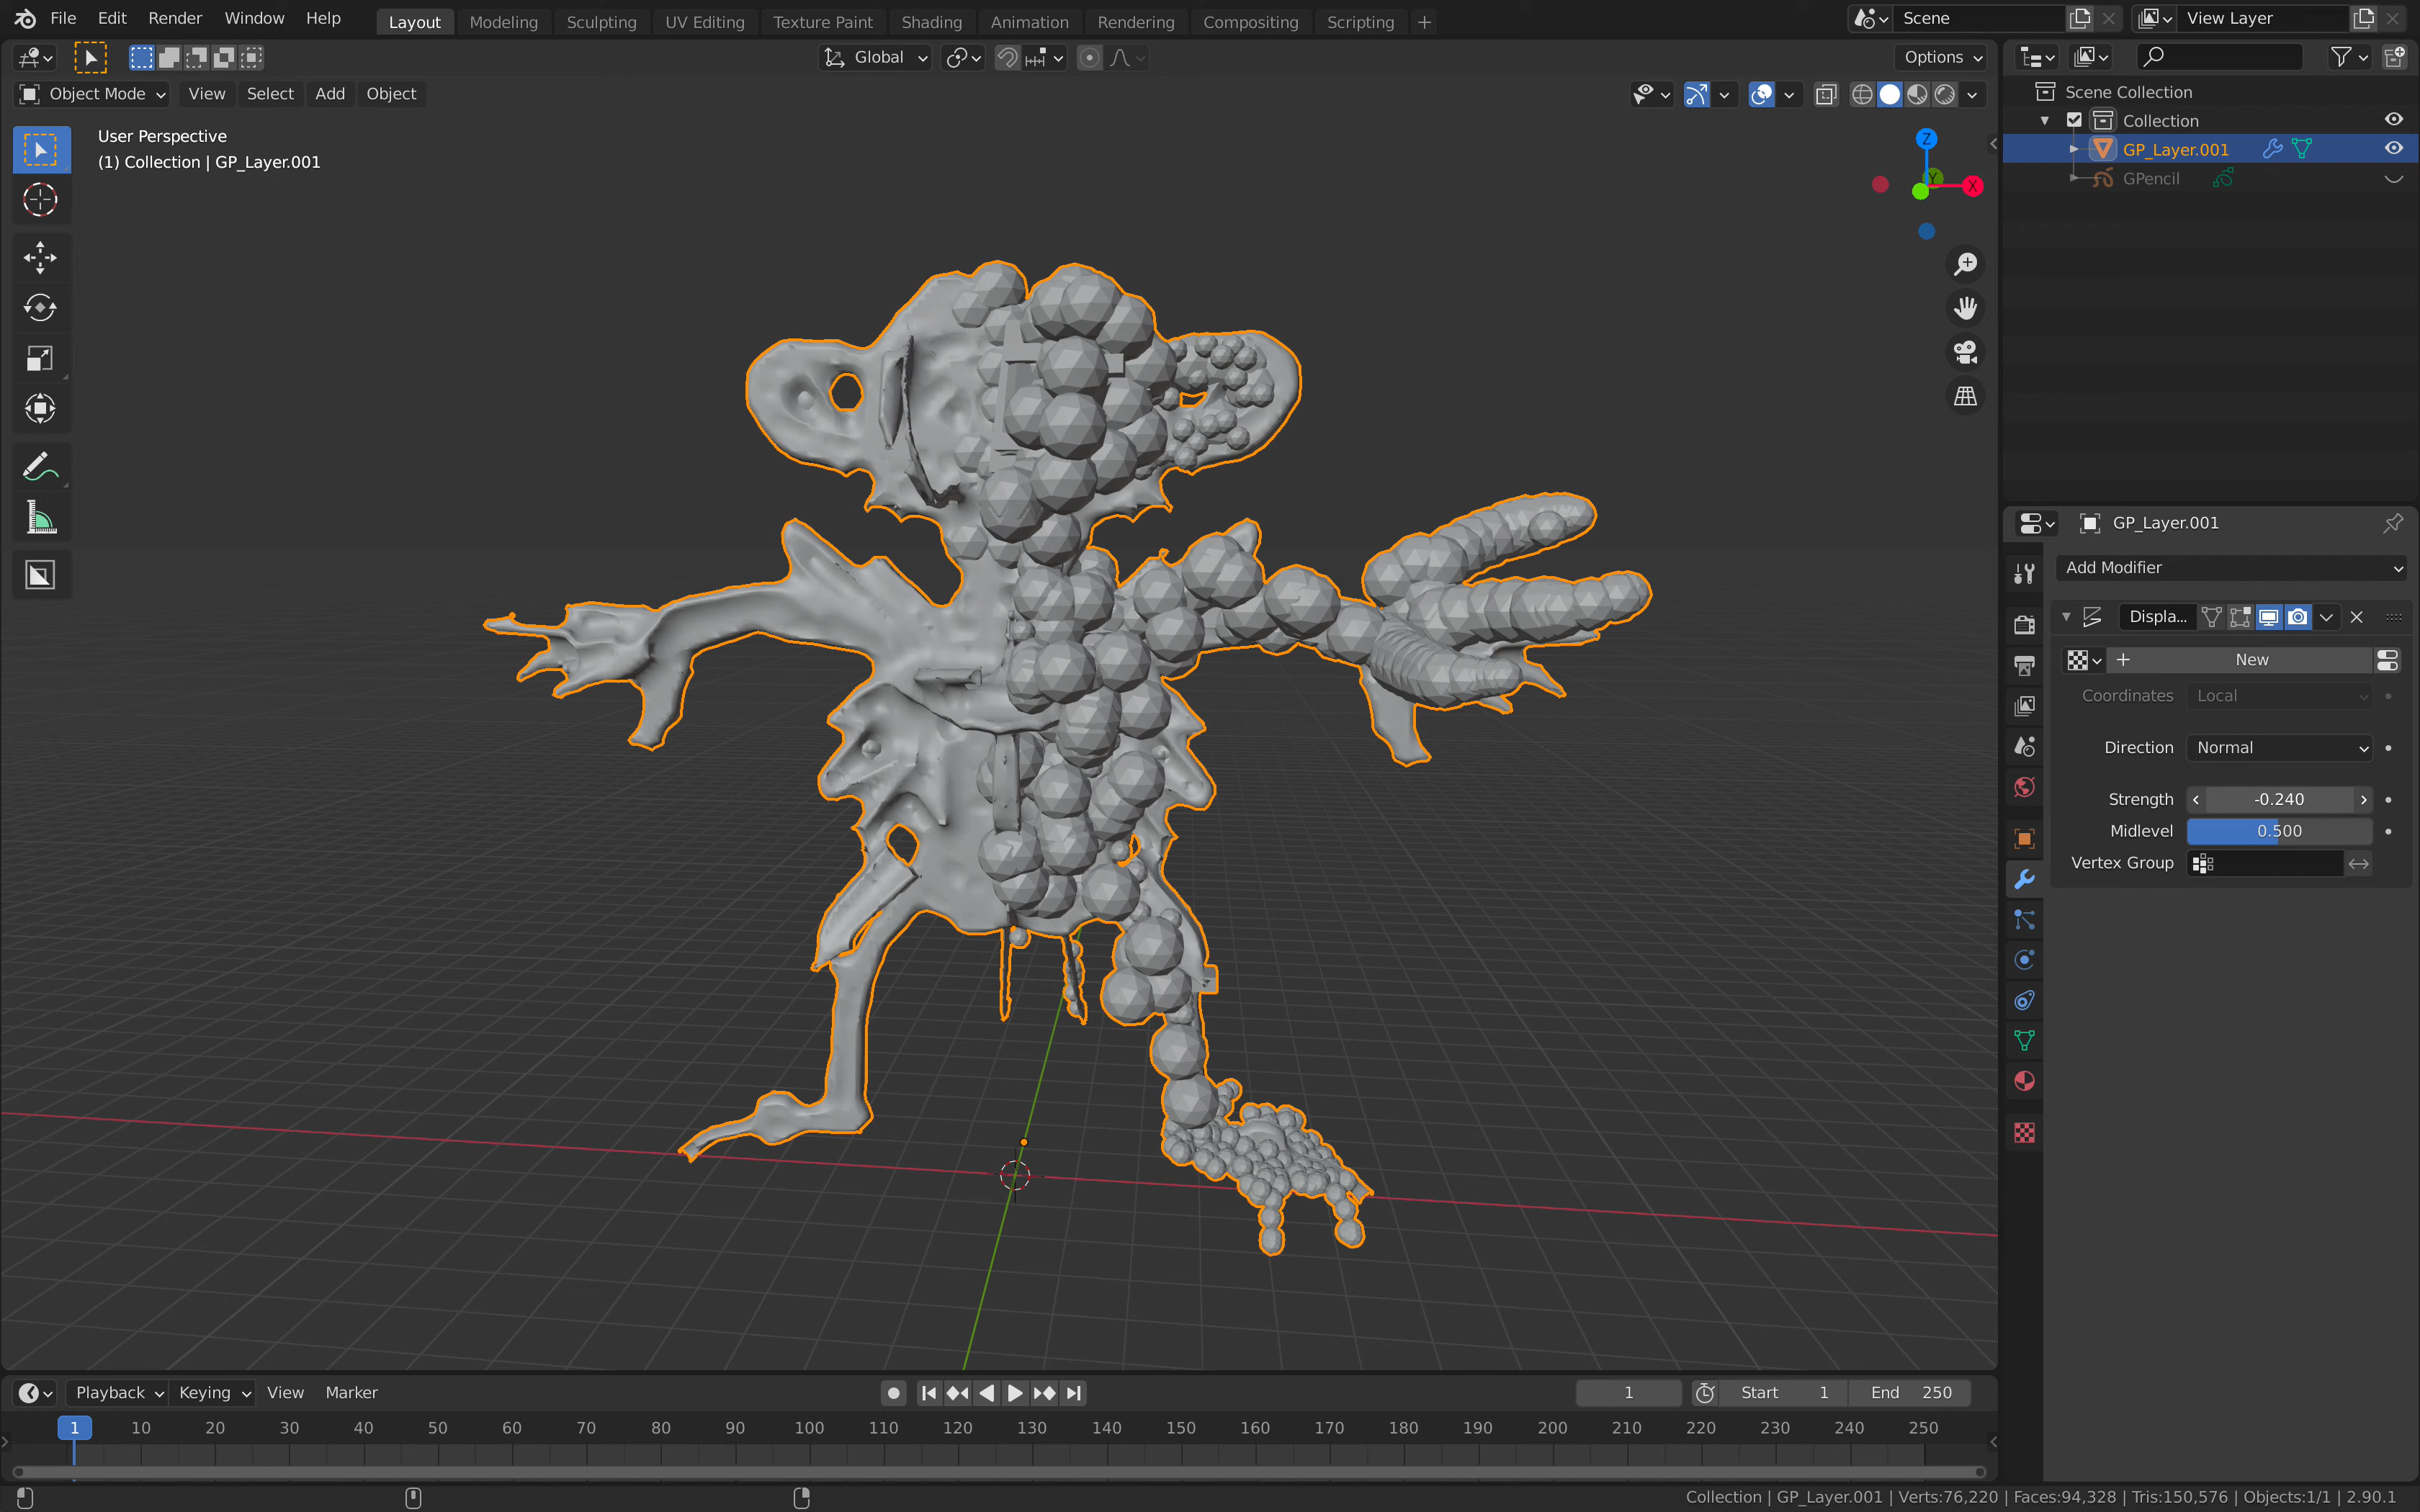 File Edit Render Window Help
Layout Modeling Sculpting UV Editing Texture Paint Shading Animation Rendering Compositing Scripting +
Scene
View Layer
Global
Options
Object Mode View Select Add Object
User Perspective
(1) Collection | GP_Layer.001
Z
Y
X
Scene Collection
Collection
GP_Layer.001
GPencil
GP_Layer.001
Add Modifier
Displa...
New
Coordinates Local
Direction Normal
Strength -0.240
Midlevel 0.500
Vertex Group
Playback Keying View Marker
1
Start 1
End 250
1 10 20 30 40 50 60 70 80 90 100 110 120 130 140 150 160 170 180 190 200 210 220 230 240 250
Collection | GP_Layer.001 | Verts:76,220 | Faces:94,328 | Tris:150,576 | Objects:1/1 | 2.90.1